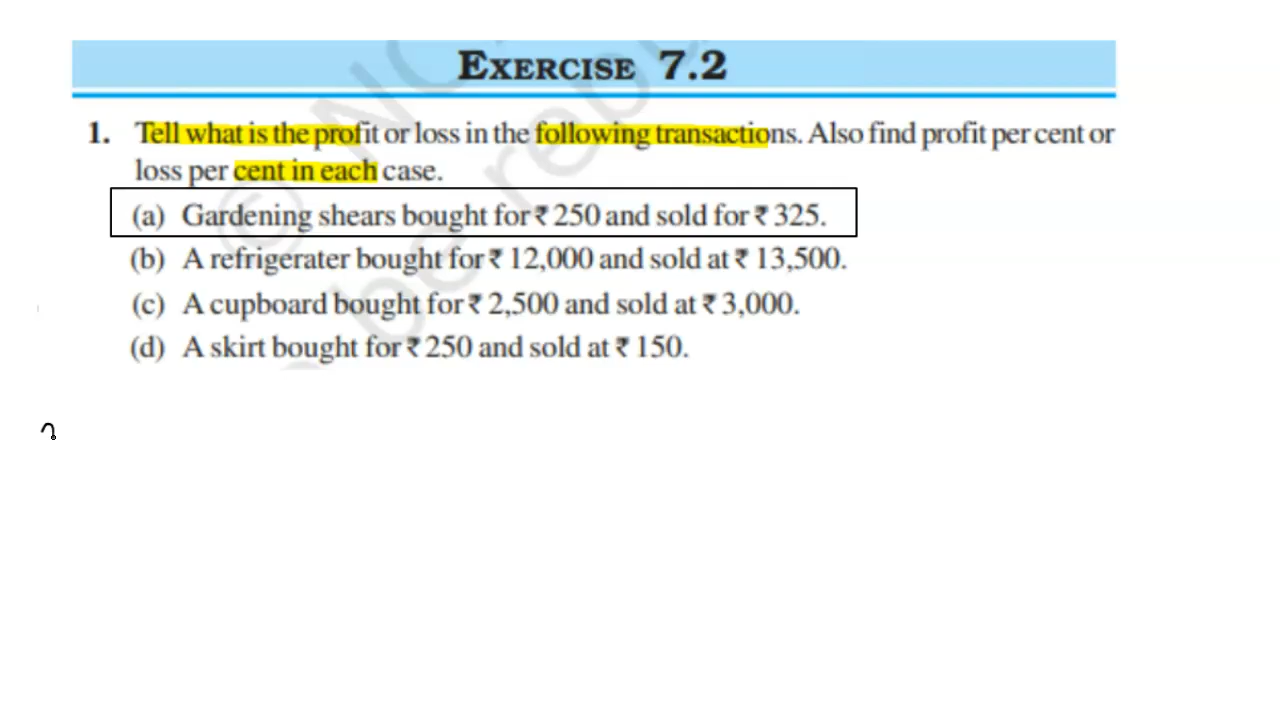 EXERCISE 7.2
1. Tell what is the profit or loss in the following transactions. Also find profit per cent or
loss per cent in each case.
(a) Gardening shears bought for ₹ 250 and sold for ₹ 325.
(b) A refrigerater bought for ₹ 12,000 and sold at ₹ 13,500.
(c) A cupboard bought for ₹ 2,500 and sold at ₹ 3,000.
(d) A skirt bought for ₹ 250 and sold at ₹ 150.